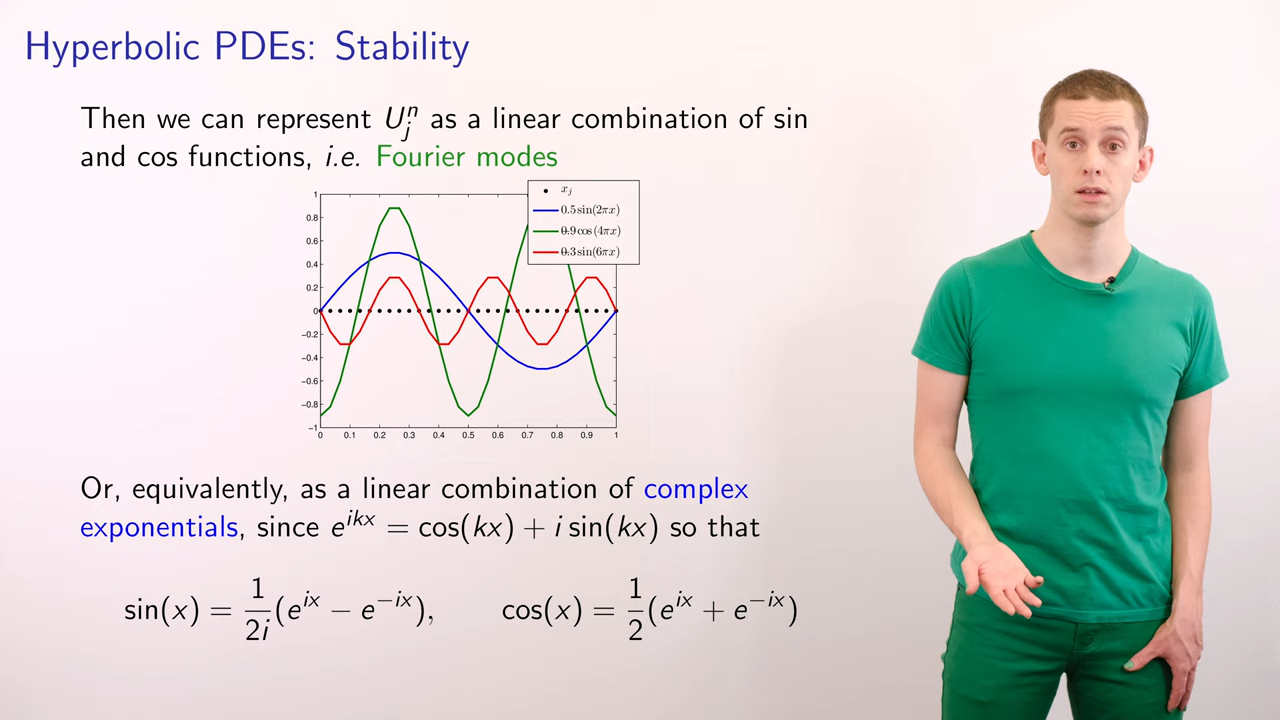 Hyperbolic PDEs: Stability
Then we can represent Uⱼⁿ as a linear combination of sin
and cos functions, i.e. Fourier modes
xⱼ
0.5 sin(2πx)
0.9 cos(4πx)
0.3 sin(6πx)
1
0.8
0.6
0.4
0.2
0
−0.2
−0.4
−0.6
−0.8
−1
0 0.1 0.2 0.3 0.4 0.5 0.6 0.7 0.8 0.9 1
Or, equivalently, as a linear combination of complex
exponentials, since e^{ikx} = cos(kx) + i sin(kx) so that
sin(x) = 1/2i (e^{ix} − e^{−ix}), cos(x) = 1/2 (e^{ix} + e^{−ix})